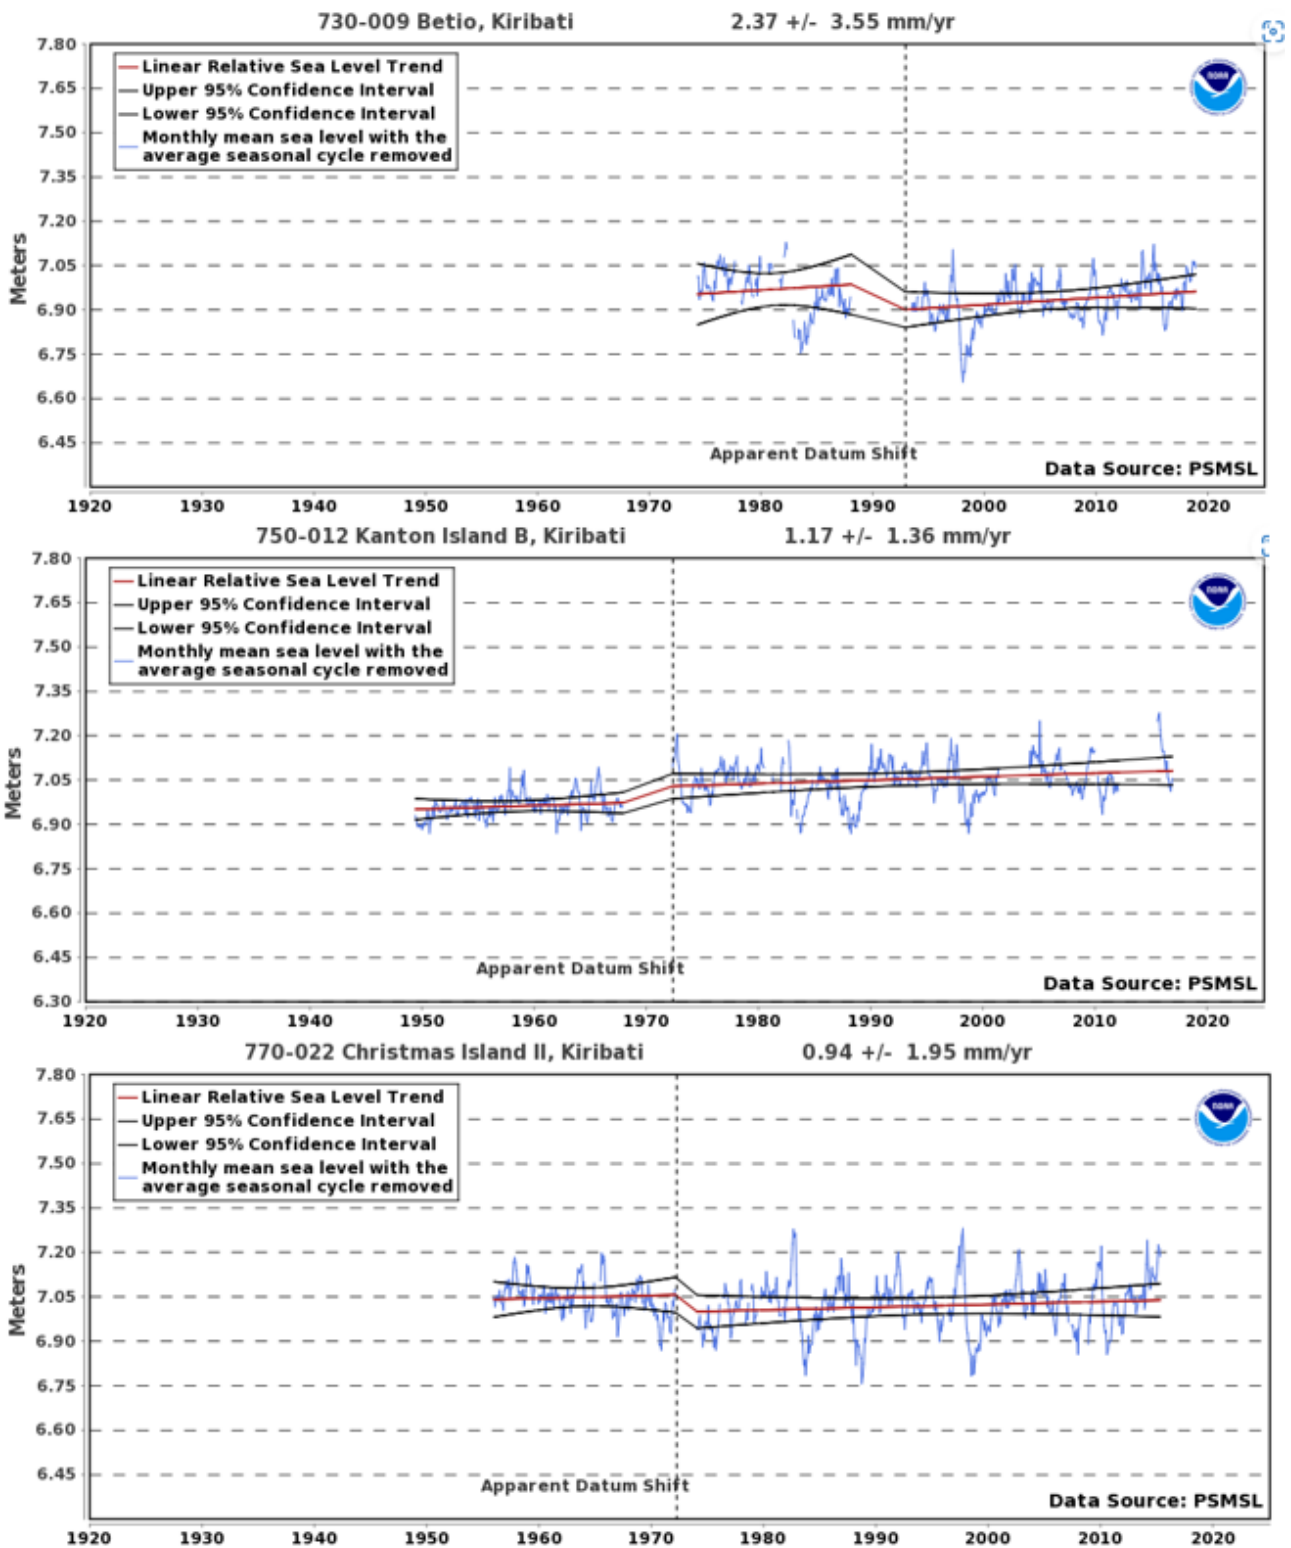 730-009 Betio, Kiribati 2.37 +/- 3.55 mm/yr
7.80
7.65
7.50
7.35
7.20
7.05
6.90
6.75
6.60
6.45
Meters
Linear Relative Sea Level Trend
Upper 95% Confidence Interval
Lower 95% Confidence Interval
Monthly mean sea level with the
average seasonal cycle removed
NOAA
Apparent Datum Shift
Data Source: PSMSL
1920 1930 1940 1950 1960 1970 1980 1990 2000 2010 2020
750-012 Kanton Island B, Kiribati 1.17 +/- 1.36 mm/yr
7.80
7.65
7.50
7.35
7.20
7.05
6.90
6.75
6.60
6.45
6.30
Meters
Linear Relative Sea Level Trend
Upper 95% Confidence Interval
Lower 95% Confidence Interval
Monthly mean sea level with the
average seasonal cycle removed
NOAA
Apparent Datum Shift
Data Source: PSMSL
1920 1930 1940 1950 1960 1970 1980 1990 2000 2010 2020
770-022 Christmas Island II, Kiribati 0.94 +/- 1.95 mm/yr
7.80
7.65
7.50
7.35
7.20
7.05
6.90
6.75
6.60
6.45
Meters
Linear Relative Sea Level Trend
Upper 95% Confidence Interval
Lower 95% Confidence Interval
Monthly mean sea level with the
average seasonal cycle removed
NOAA
Apparent Datum Shift
Data Source: PSMSL
1920 1930 1940 1950 1960 1970 1980 1990 2000 2010 2020